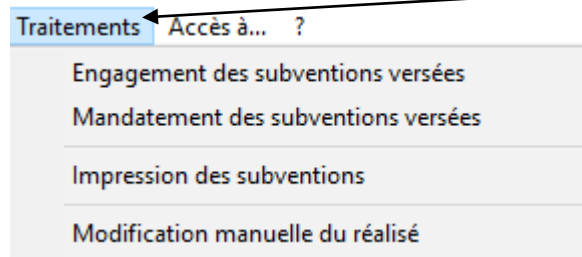 Traitements Accès à... ?
Engagement des subventions versées
Mandatement des subventions versées
Impression des subventions
Modification manuelle du réalisé